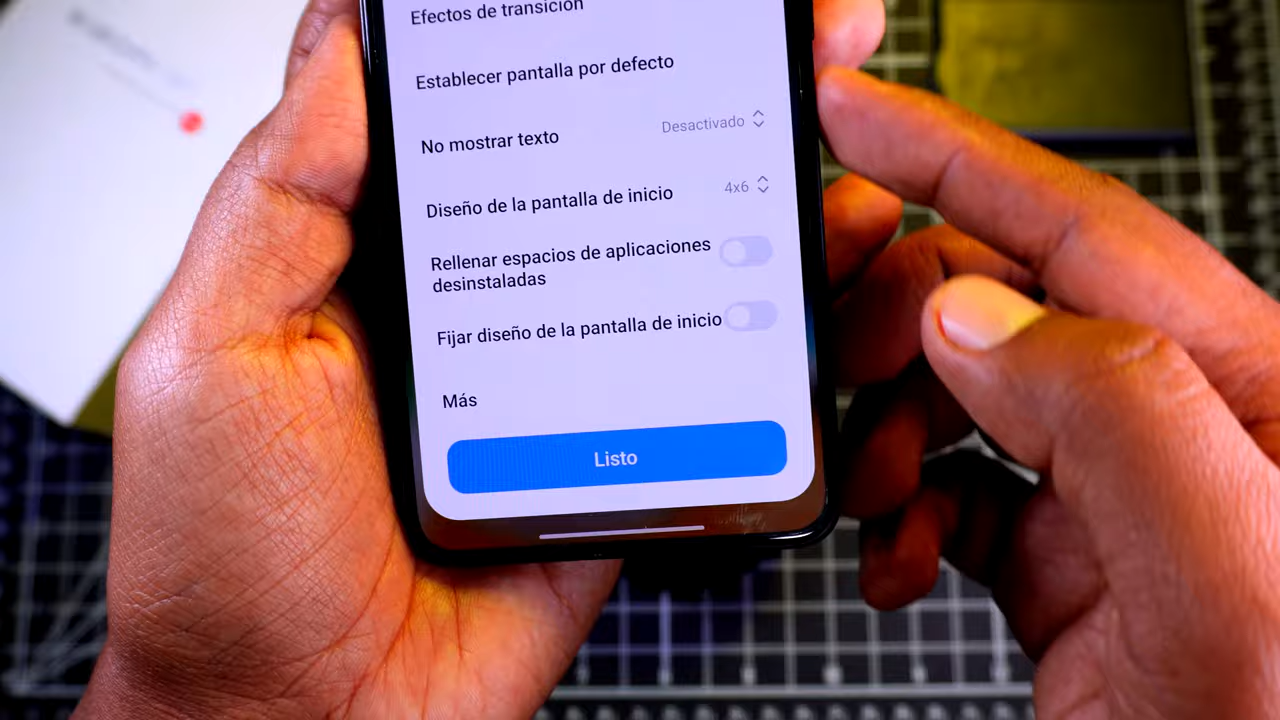 Efectos de transición
Establecer pantalla por defecto
No mostrar texto
Desactivado
Diseño de la pantalla de inicio
4x6
Rellenar espacios de aplicaciones
desinstaladas
Fijar diseño de la pantalla de inicio
Más
Listo